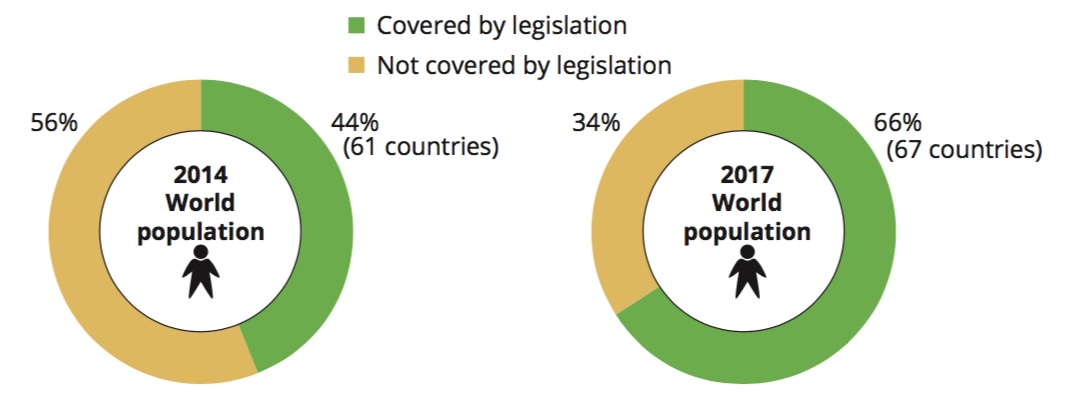 Covered by legislation
Not covered by legislation
56%
44%
(61 countries)
2014
World
population
34%
66%
(67 countries)
2017
World
population